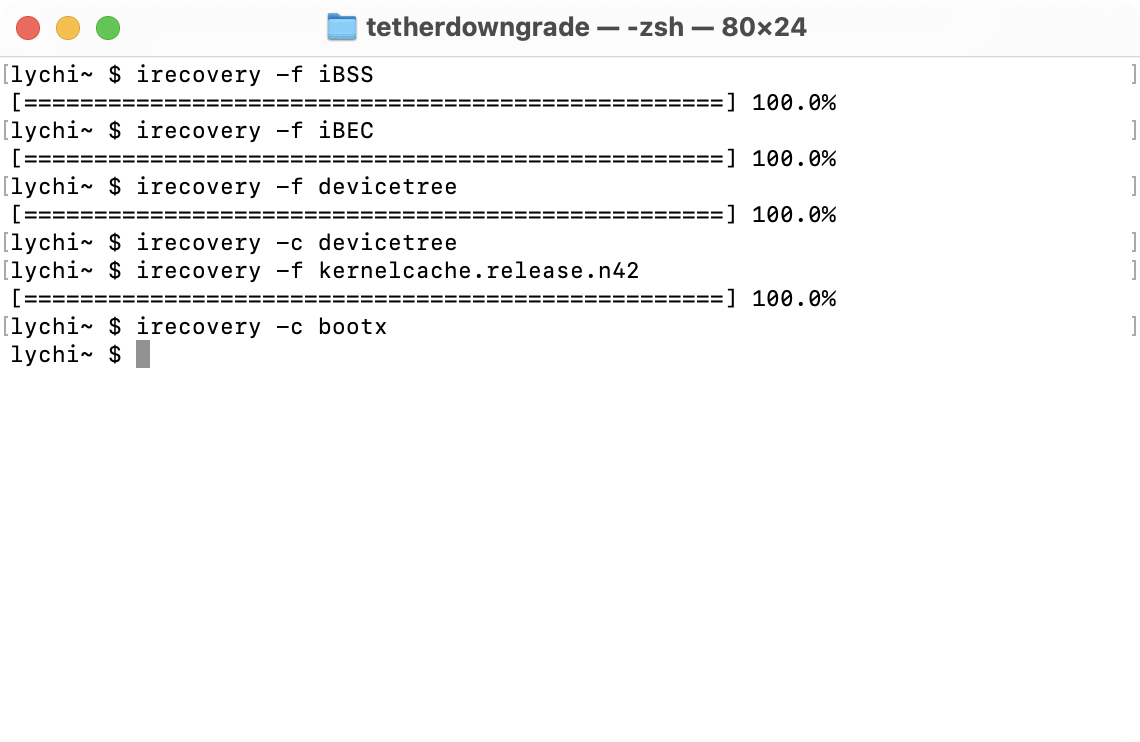 tetherdowngrade — -zsh — 80×24
[lychi~ $ irecovery -f iBSS ]
[==================================================] 100.0%
[lychi~ $ irecovery -f iBEC ]
[==================================================] 100.0%
[lychi~ $ irecovery -f devicetree ]
[==================================================] 100.0%
[lychi~ $ irecovery -c devicetree ]
[lychi~ $ irecovery -f kernelcache.release.n42 ]
[==================================================] 100.0%
[lychi~ $ irecovery -c bootx ]
lychi~ $